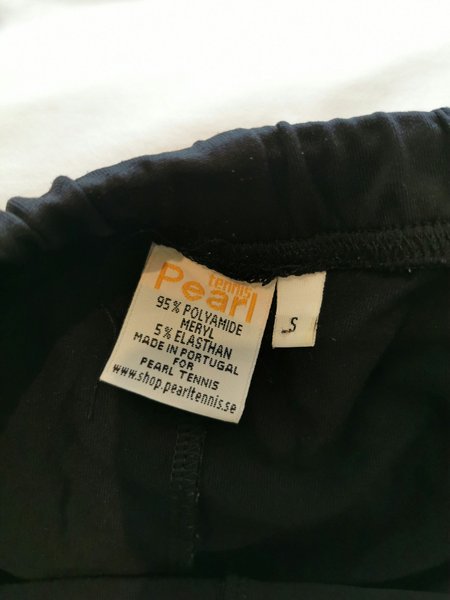 tennis
Pearl
95% POLYAMIDE
MERYL
5% ELASTHAN
MADE IN PORTUGAL
FOR
PEARL TENNIS
www.shop.pearltennis.se
S